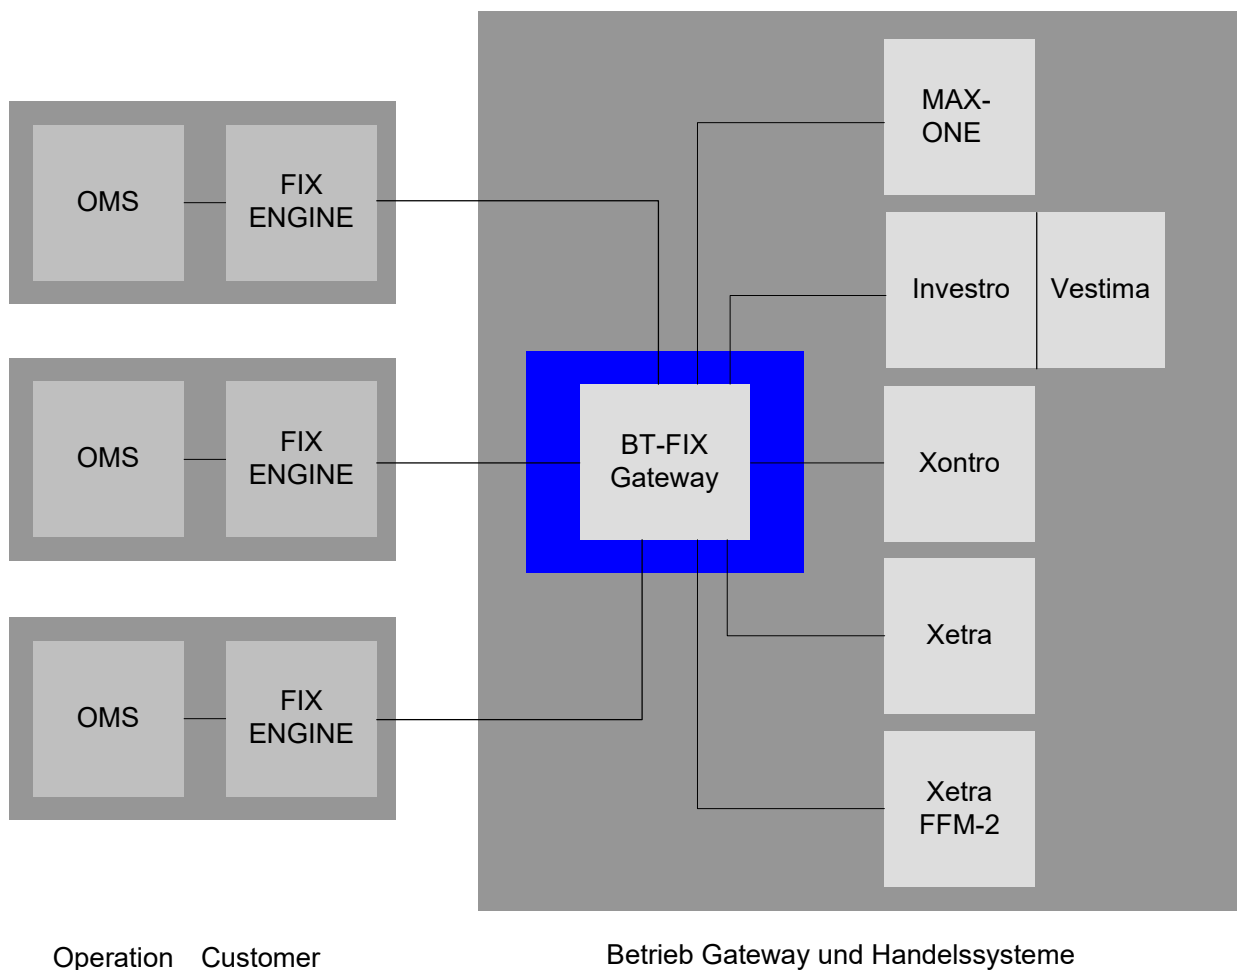 OMS
FIX
ENGINE
OMS
FIX
ENGINE
OMS
FIX
ENGINE
BT-FIX
Gateway
MAX-
ONE
Investro
Vestima
Xontro
Xetra
Xetra
FFM-2
Operation Customer
Betrieb Gateway und Handelssysteme